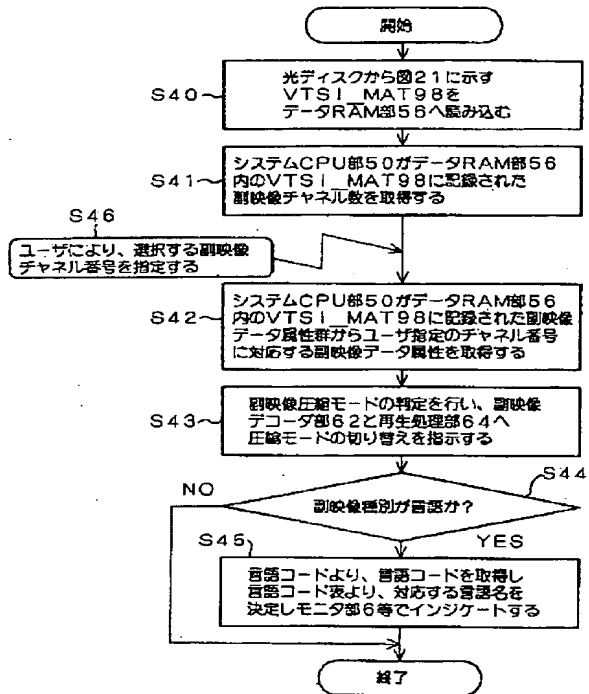 開始
S40
光ディスクから図21に示す
VTSI_MAT98を
データRAM部56へ読み込む
S41
システムCPU部50がデータRAM部56
内のVTSI_MAT98に記録された
副映像チャネル数を取得する
S46
ユーザにより、選択する副映像
チャネル番号を指定する
S42
システムCPU部50がデータRAM部56
内のVTSI_MAT98に記録された副映像
データ属性群からユーザ指定のチャネル番号
に対応する副映像データ属性を取得する
S43
副映像圧縮モードの判定を行い、副映像
デコーダ部62と再生処理部64へ
圧縮モードの切り替えを指示する
S44
副映像種別が言語か?
NO
YES
S45
言語コードより、言語コードを取得し
言語コード表より、対応する言語名を
決定しモニタ部6等でインジケートする
終了